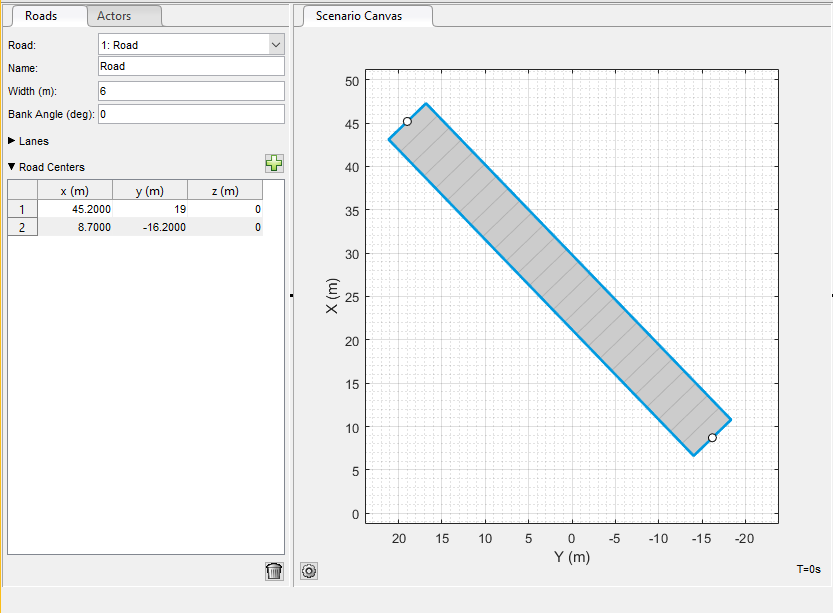 Roads
Actors
Road:
1: Road
Name:
Road
Width (m):
6
Bank Angle (deg):
0
Lanes
Road Centers
x (m) y (m) z (m)
1 45.2000 19 0
2 8.7000 -16.2000 0
Scenario Canvas
50
45
40
35
30
25
20
15
10
5
0
X (m)
20 15 10 5 0 -5 -10 -15 -20
Y (m)
T=0s